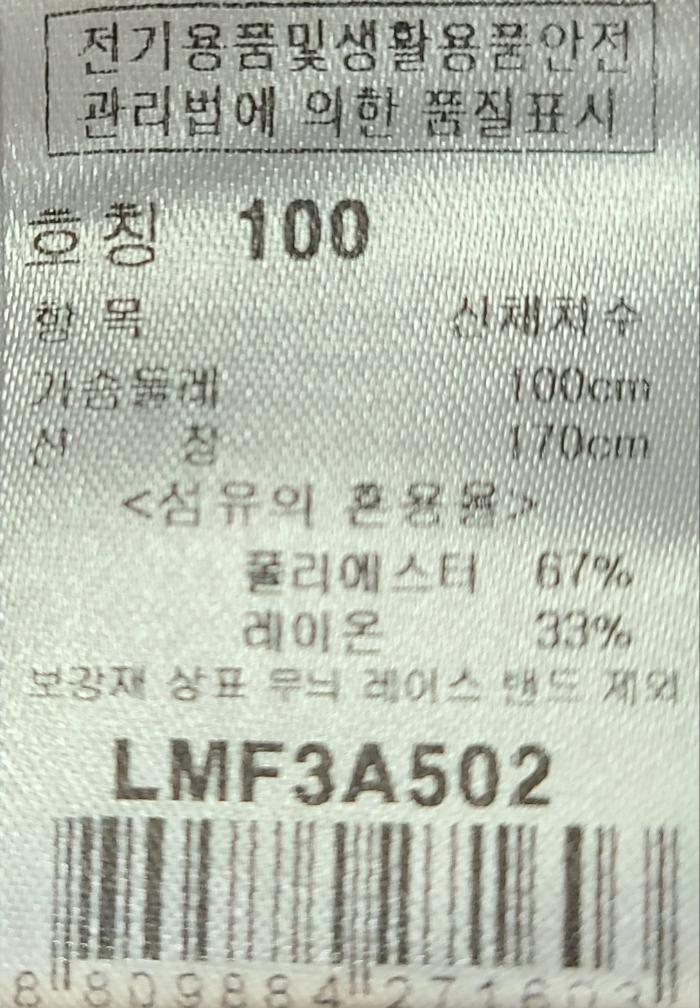 전기용품및생활용품안전
관리법에 의한 품질표시
호칭 100
항목 신체치수
가슴둘레 100cm
신장 170cm
<섬유의 혼용율>
폴리에스터 67%
레이온 33%
보강재 상표 무늬 레이스 밴드 제외
LMF3A502
8 809884